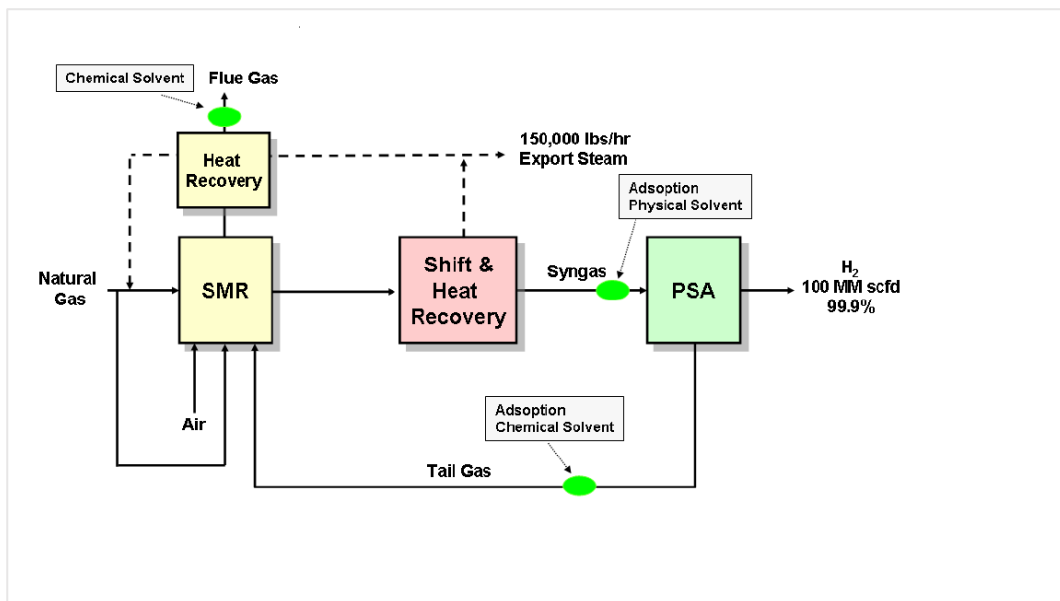 Chemical Solvent
Flue Gas
Heat
Recovery
150,000 lbs/hr
Export Steam
Adsoption
Physical Solvent
Natural
Gas
SMR
Shift &
Heat
Recovery
Syngas
PSA
H₂
100 MM scfd
99.9%
Air
Adsoption
Chemical Solvent
Tail Gas